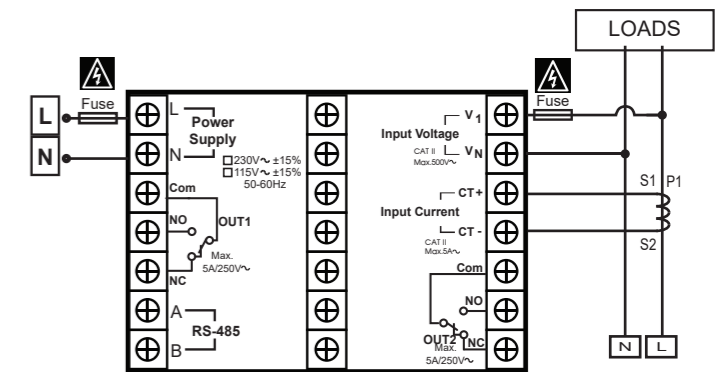 LOADS
Fuse
L
N
L
Power
Supply
N
□230V~ ±15%
□115V~ ±15%
50-60Hz
Com
NO
OUT1
Max.
5A/250V~
NC
A
RS-485
B
V1
Input Voltage
CAT II
Max.500V~
VN
CT+
Input Current
CT -
CAT II
Max.5A~
Com
NO
OUT2
Max.
NC
5A/250V~
Fuse
S1
P1
S2
N
L